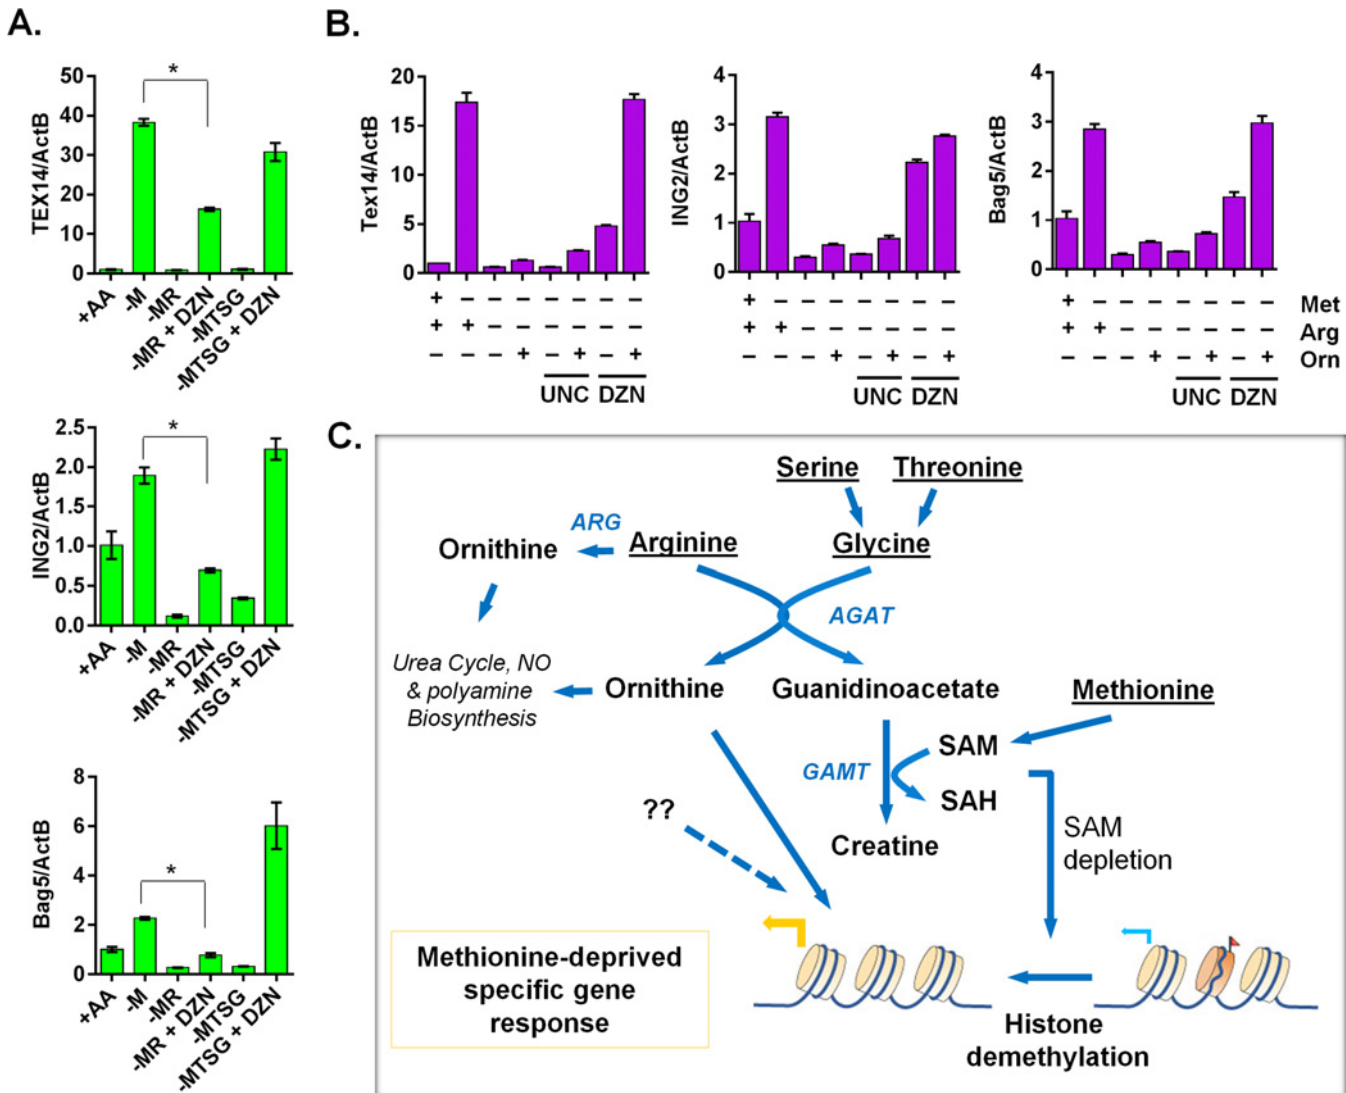 A.
TEX14/ActB
50
40
30
20
10
0
*
+AA
-M
-MR
-MR + DZN
-MTSG
-MTSG + DZN
ING2/ActB
2.5
2.0
1.5
1.0
0.5
0.0
*
+AA
-M
-MR
-MR + DZN
-MTSG
-MTSG + DZN
Bag5/ActB
8
6
4
2
0
*
+AA
-M
-MR
-MR + DZN
-MTSG
-MTSG + DZN
B.
Tex14/ActB
20
15
10
5
0
+ – – – – – – –
+ + – – – – – –
– – – + – + – +
UNC DZN
ING2/ActB
4
3
2
1
0
+ – – – – – – –
+ + – – – – – –
– – – + – + – +
UNC DZN
Bag5/ActB
4
3
2
1
0
+ – – – – – – – Met
+ + – – – – – – Arg
– – – + – + – + Orn
UNC DZN
C.
Serine Threonine
ARG
Ornithine Arginine Glycine
AGAT
Urea Cycle, NO
& polyamine
Biosynthesis
Ornithine Guanidinoacetate Methionine
GAMT
SAM
SAH
Creatine
??
SAM
depletion
Methionine-deprived
specific gene
response
Histone
demethylation